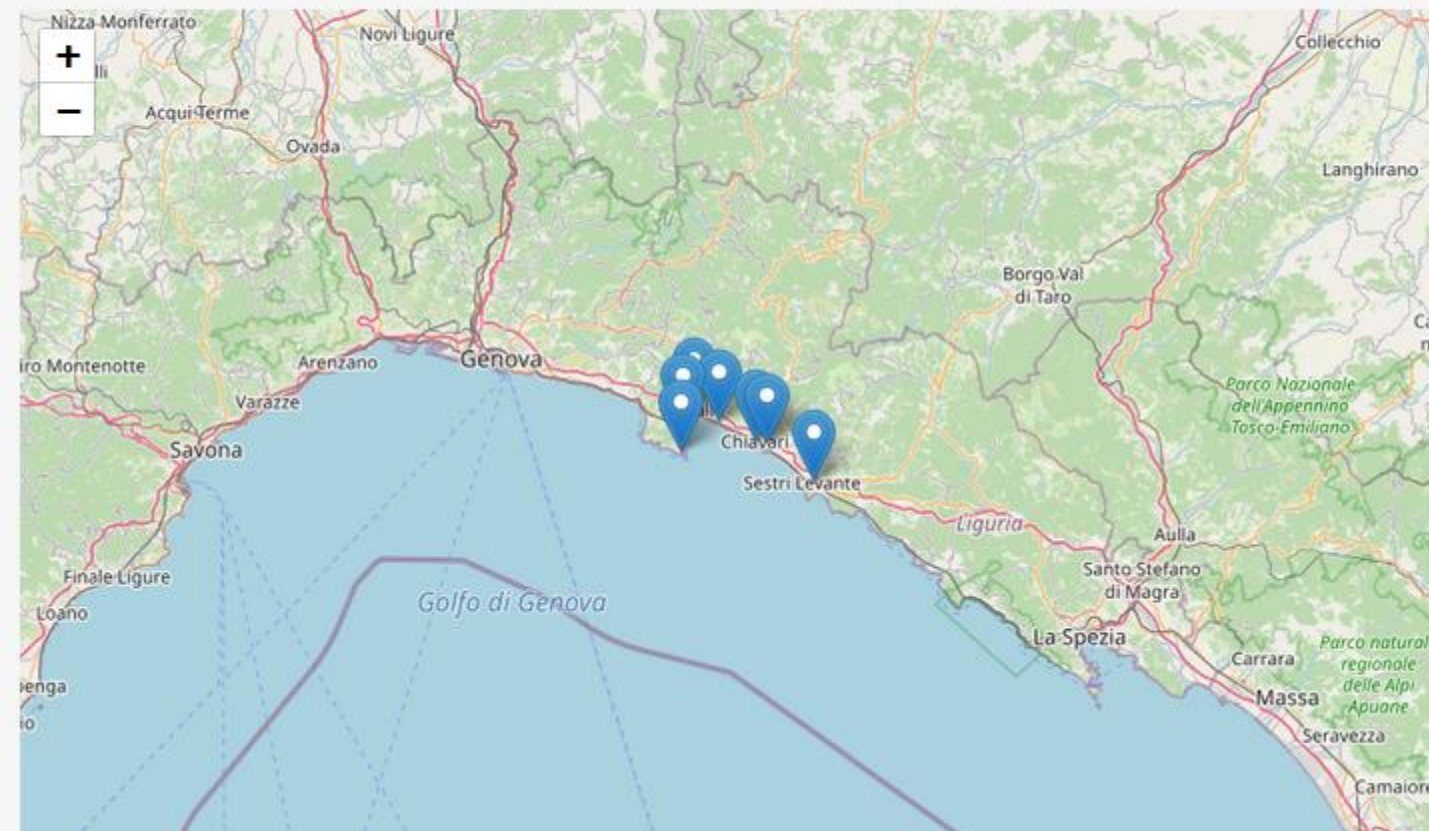 Nizza Monferrato
Novi Ligure
Collecchio
+
−
Acqui Terme
Ovada
Langhirano
Borgo Val
di Taro
Genova
Arenzano
Montenotte
Varazze
Parco Nazionale
dell'Appennino
Tosco-Emiliano
Savona
Chiavari
Sestri Levante
Liguria
Aulla
Finale Ligure
Santo Stefano
di Magra
Golfo di Genova
Loano
La Spezia
Parco natural
regionale
delle Alpi
Apuane
Carrara
Massa
Seravezza
Camaiore